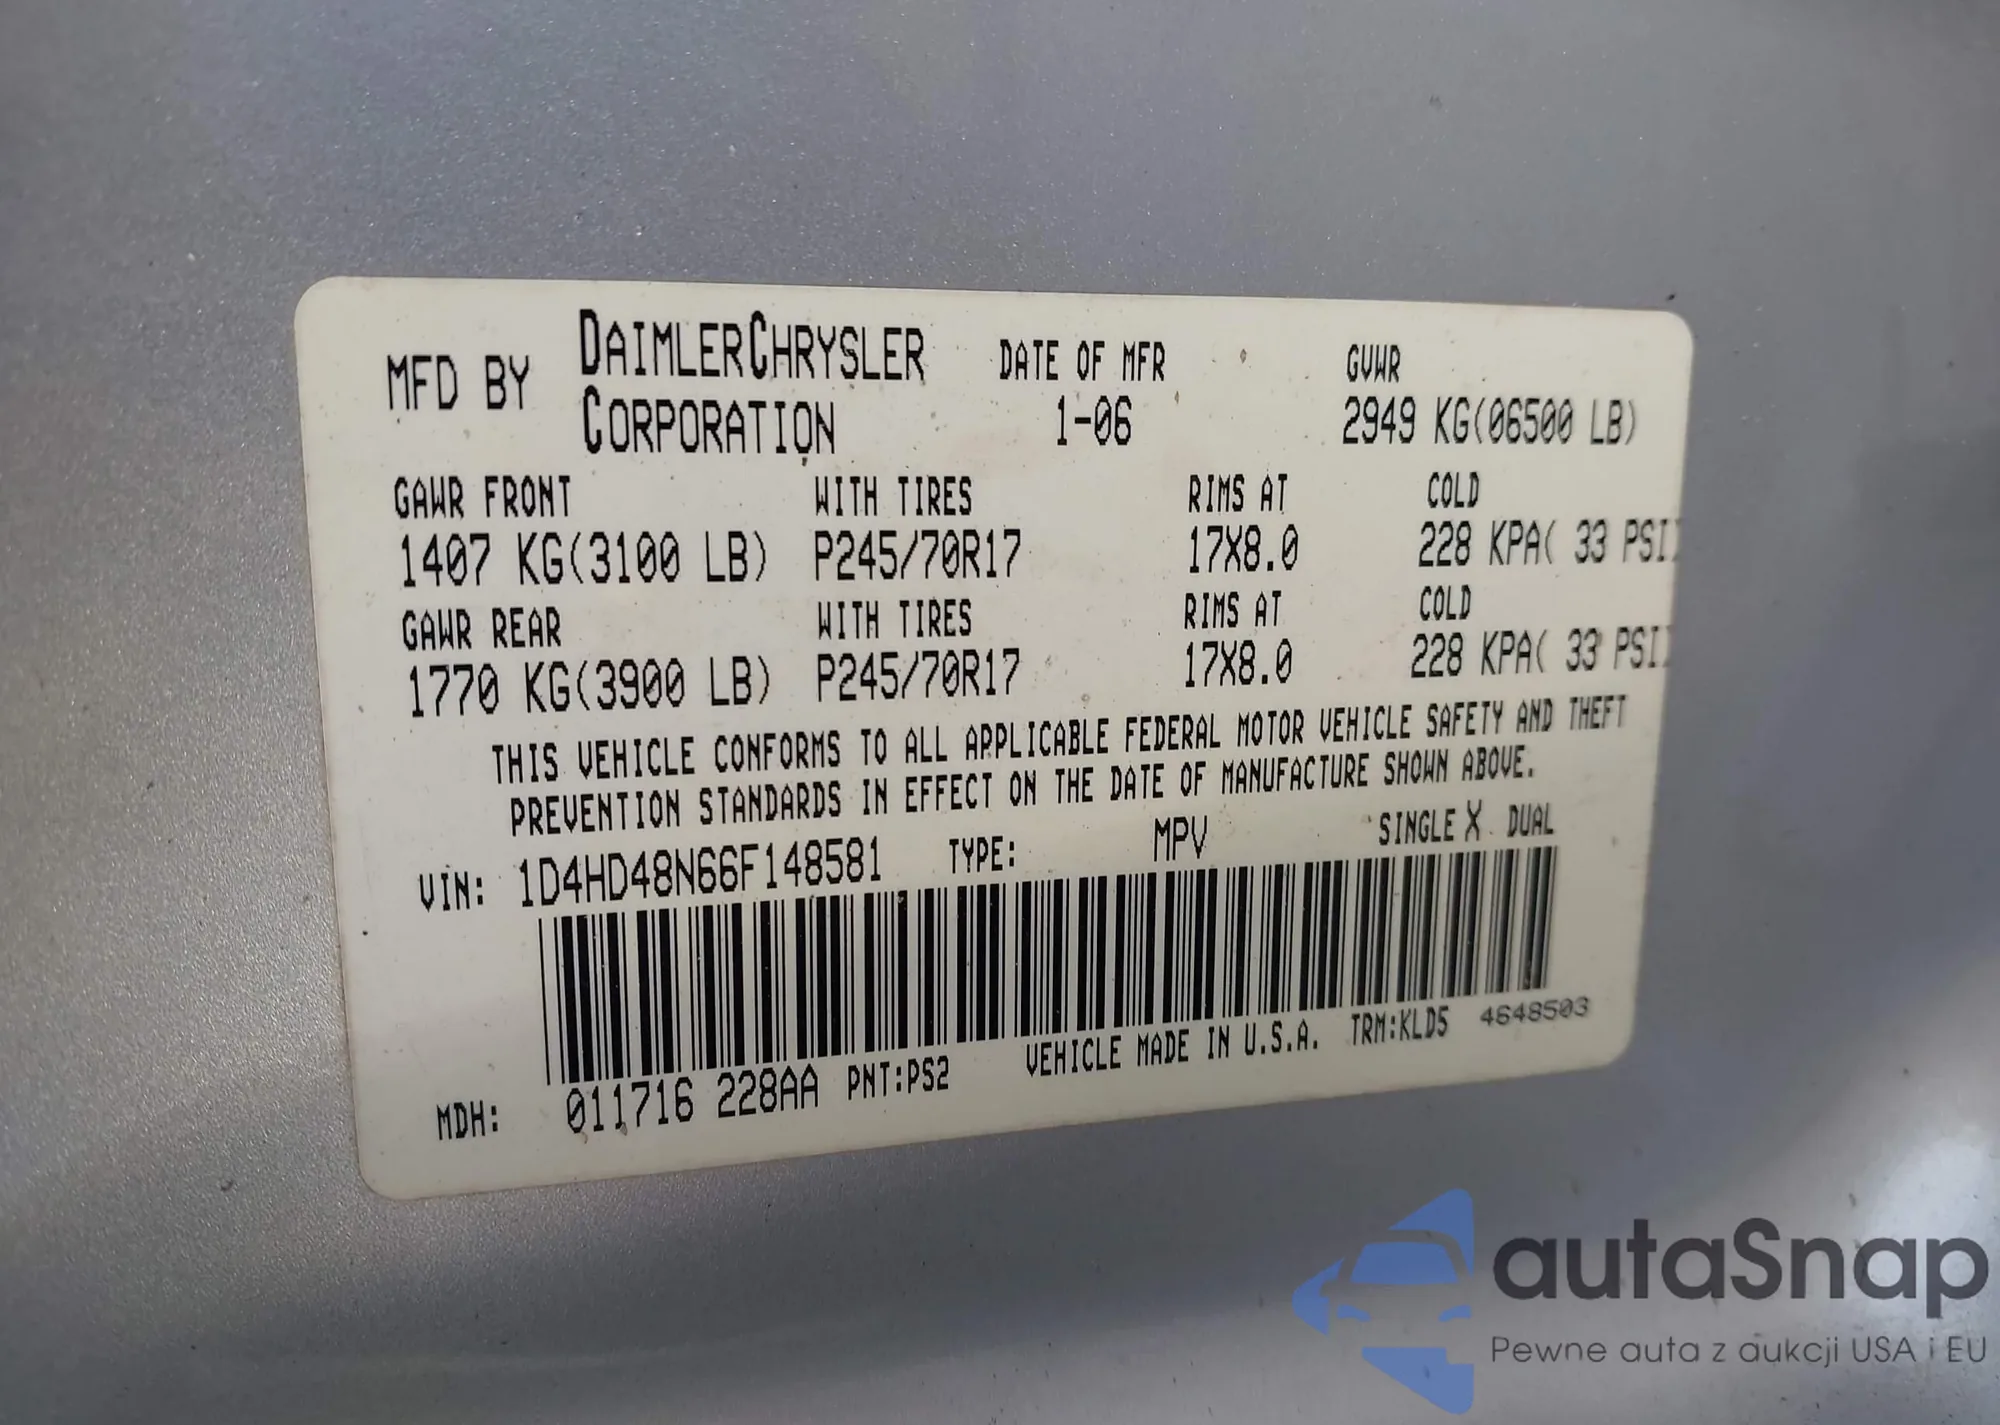 MFD BY DAIMLERCHRYSLER CORPORATION DATE OF MFR 1-06 GVWR 2949 KG(06500 LB)
GAWR FRONT WITH TIRES RIMS AT COLD
1407 KG(3100 LB) P245/70R17 17X8.0 228 KPA( 33 PSI)
GAWR REAR WITH TIRES RIMS AT COLD
1770 KG(3900 LB) P245/70R17 17X8.0 228 KPA( 33 PSI)
THIS VEHICLE CONFORMS TO ALL APPLICABLE FEDERAL MOTOR VEHICLE SAFETY AND THEFT
PREVENTION STANDARDS IN EFFECT ON THE DATE OF MANUFACTURE SHOWN ABOVE.
VIN: 1D4HD48N66F148581 TYPE: MPV SINGLE X DUAL
MDH: 011716 228AA PNT:PS2 VEHICLE MADE IN U.S.A. TRM:KLD5 4648503
autaSnap
Pewne auta z aukcji USA i EU